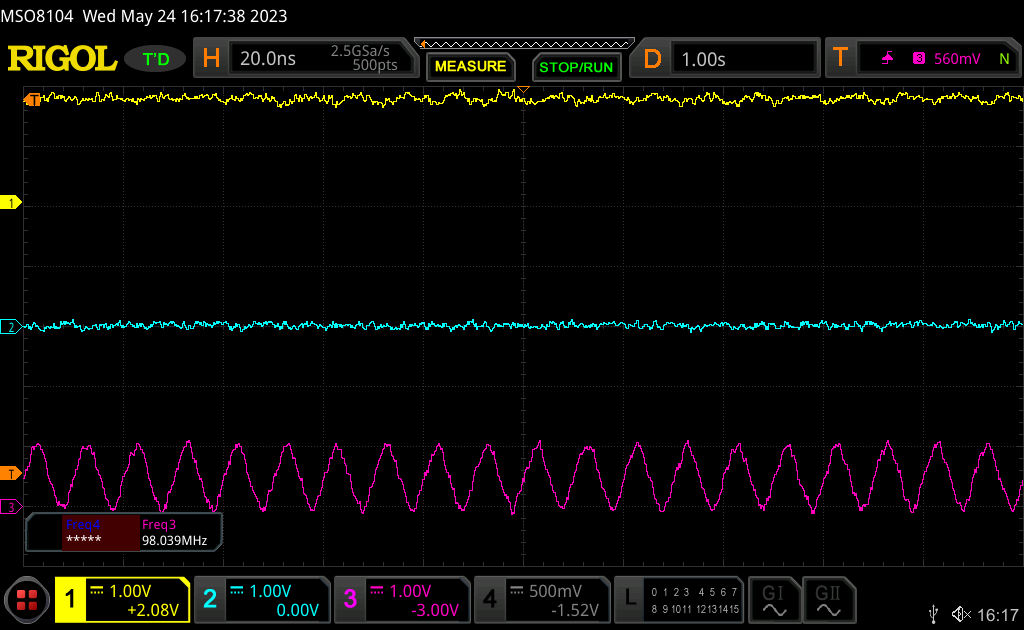 MSO8104 Wed May 24 16:17:38 2023
RIGOL T'D H 20.0ns 2.5GSa/s 500pts MEASURE STOP/RUN D 1.00s T 3 560mV N
T
1
2
T
3
Freq4 Freq3
***** 98.039MHz
1 1.00V +2.08V 2 1.00V 0.00V 3 1.00V -3.00V 4 500mV -1.52V L 0 1 2 3 4 5 6 7 GI GII
8 9 10 11 12 13 14 15
16:17